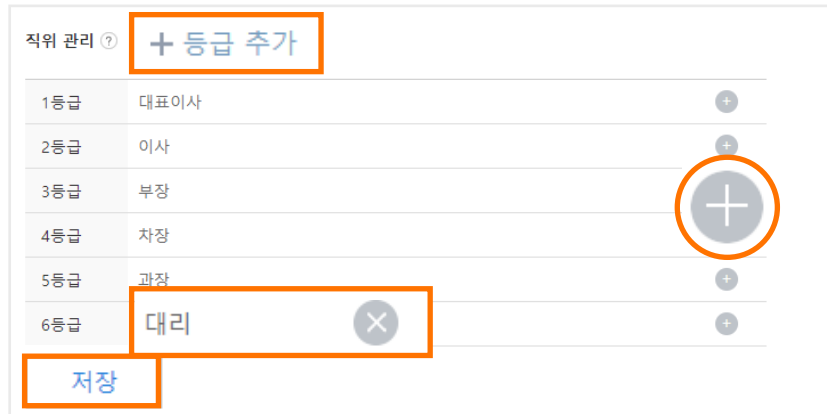 직위 관리 ? + 등급 추가
1등급 대표이사
2등급 이사
3등급 부장
4등급 차장
5등급 과장
6등급 대리
저장